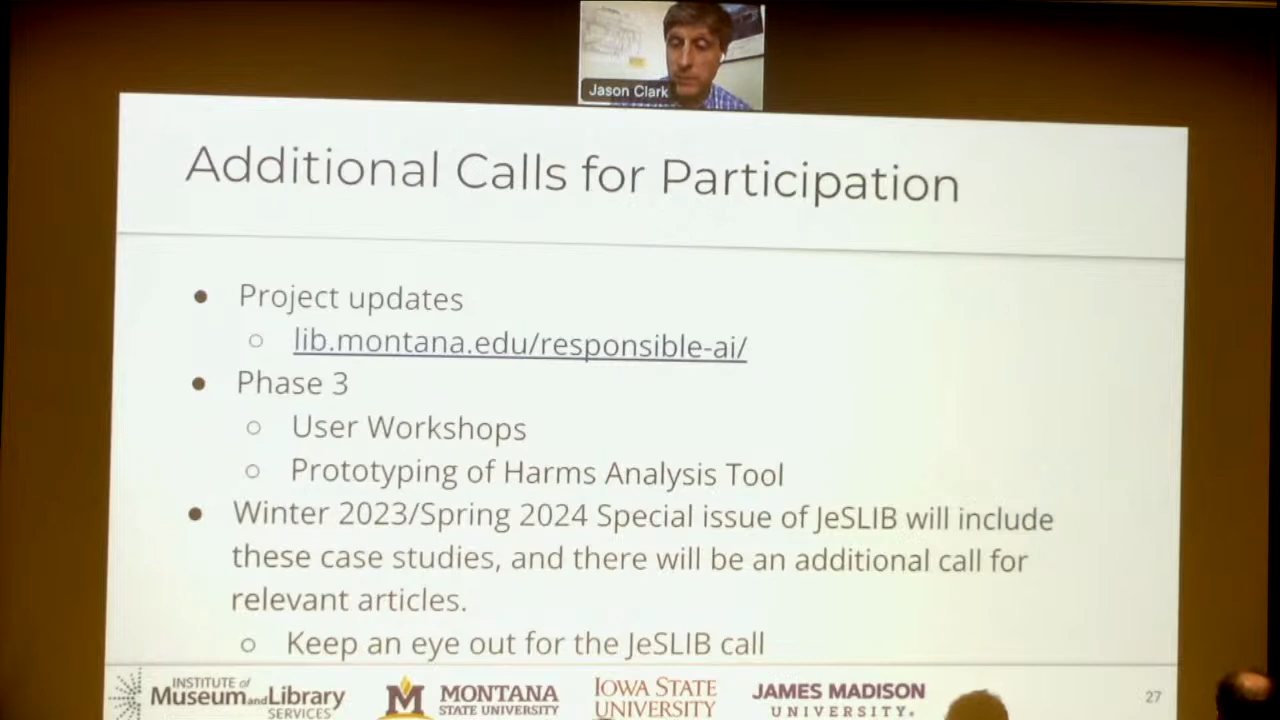 Jason Clark
Additional Calls for Participation
● Project updates
○ lib.montana.edu/responsible-ai/
● Phase 3
○ User Workshops
○ Prototyping of Harms Analysis Tool
● Winter 2023/Spring 2024 Special issue of JeSLIB will include
these case studies, and there will be an additional call for
relevant articles.
○ Keep an eye out for the JeSLIB call
INSTITUTE of
Museum and Library
SERVICES
M
MONTANA
STATE UNIVERSITY
IOWA STATE
UNIVERSITY
JAMES MADISON
UNIVERSITY.
27